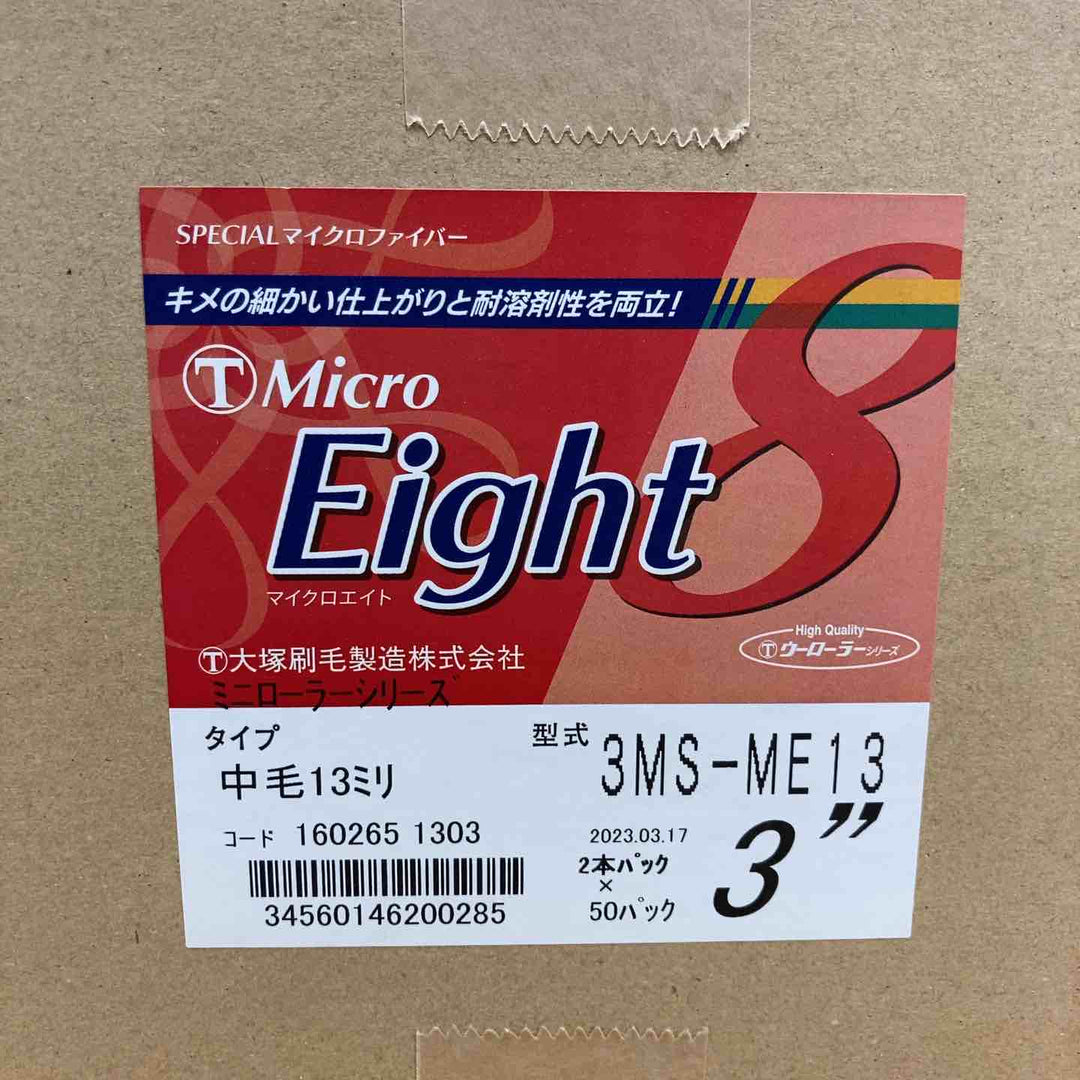 SPECIALマイクロファイバー
キメの細かい仕上がりと耐溶剤性を両立!
T Micro
Eight
8
マイクロエイト
High Quality
T ウーローラーシリーズ
T大塚刷毛製造株式会社
ミニローラーシリーズ
タイプ
中毛13ミリ
型式 3MS-ME13
コード 160265 1303
34560146200285
2023.03.17
2本パック
×
50パック
3"